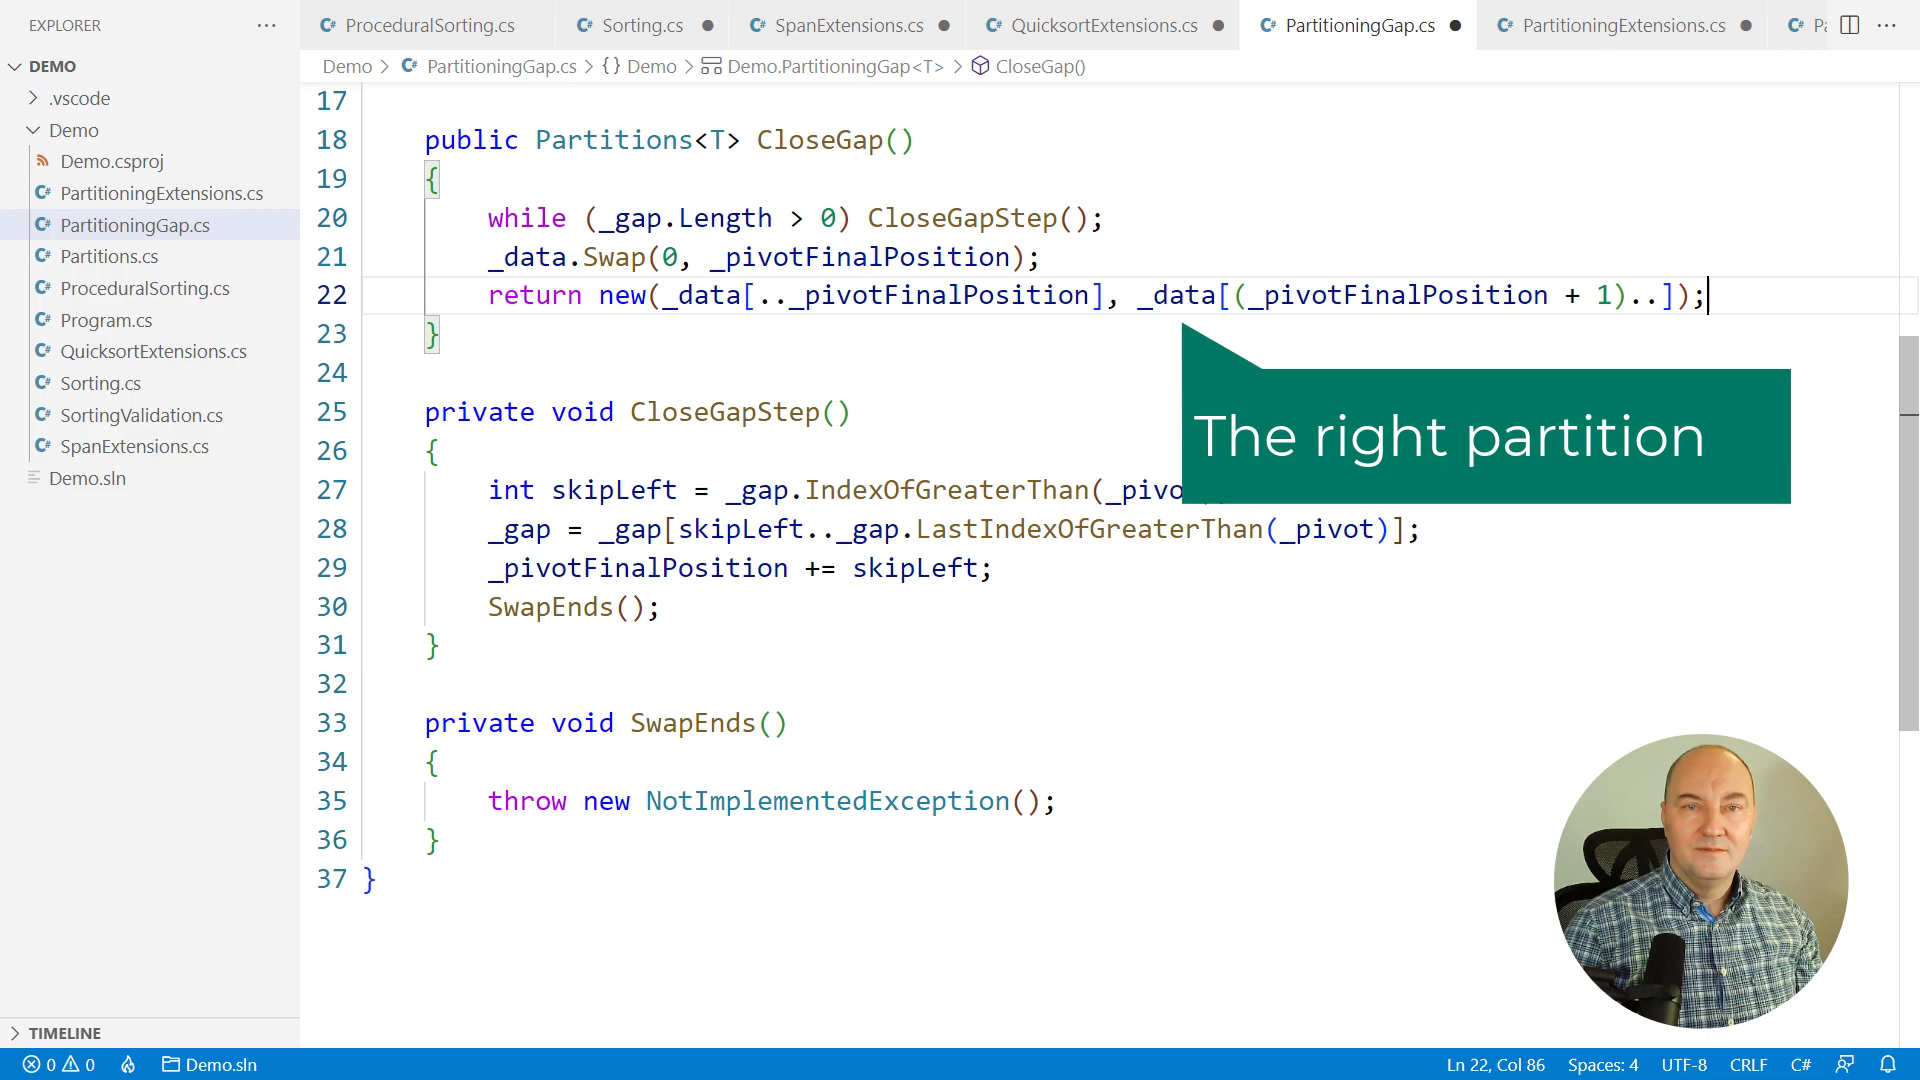 EXPLORER
ProceduralSorting.cs
Sorting.cs
SpanExtensions.cs
QuicksortExtensions.cs
PartitioningGap.cs
PartitioningExtensions.cs
DEMO
Demo > PartitioningGap.cs > {} Demo > Demo.PartitioningGap<T> > CloseGap()
.vscode
Demo
Demo.csproj
PartitioningExtensions.cs
PartitioningGap.cs
Partitions.cs
ProceduralSorting.cs
Program.cs
QuicksortExtensions.cs
Sorting.cs
SortingValidation.cs
SpanExtensions.cs
Demo.sln
TIMELINE
17
18 public Partitions<T> CloseGap()
19 {
20 while (_gap.Length > 0) CloseGapStep();
21 _data.Swap(0, _pivotFinalPosition);
22 return new(_data[.._pivotFinalPosition], _data[(_pivotFinalPosition + 1)..]);
23 }
24
25 private void CloseGapStep()
26 {
27 int skipLeft = _gap.IndexOfGreaterThan(
28 _gap = _gap[skipLeft.._gap.LastIndexOfGreaterThan(_pivot)];
29 _pivotFinalPosition += skipLeft;
30 SwapEnds();
31 }
32
33 private void SwapEnds()
34 {
35 throw new NotImplementedException();
36 }
37 }
The right partition
0 0 Demo.sln
Ln 22, Col 86 Spaces: 4 UTF-8 CRLF C#